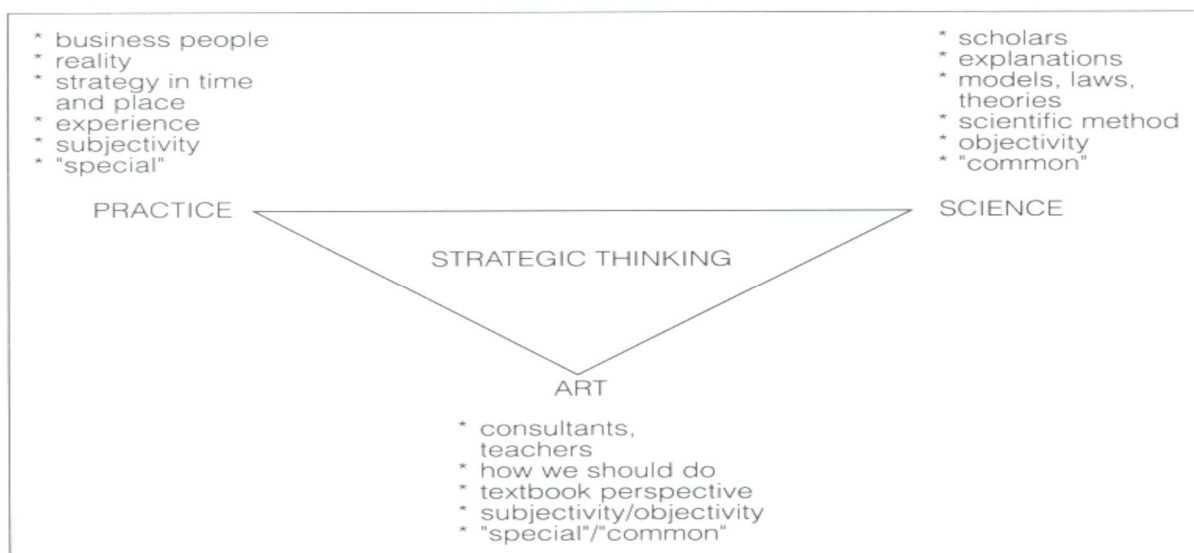 * business people
* reality
* strategy in time
and place
* experience
* subjectivity
* "special"
PRACTICE
* scholars
* explanations
* models, laws,
theories
* scientific method
* objectivity
* "common"
SCIENCE
STRATEGIC THINKING
ART
* consultants,
teachers
* how we should do
* textbook perspective
* subjectivity/objectivity
* "special"/"common"